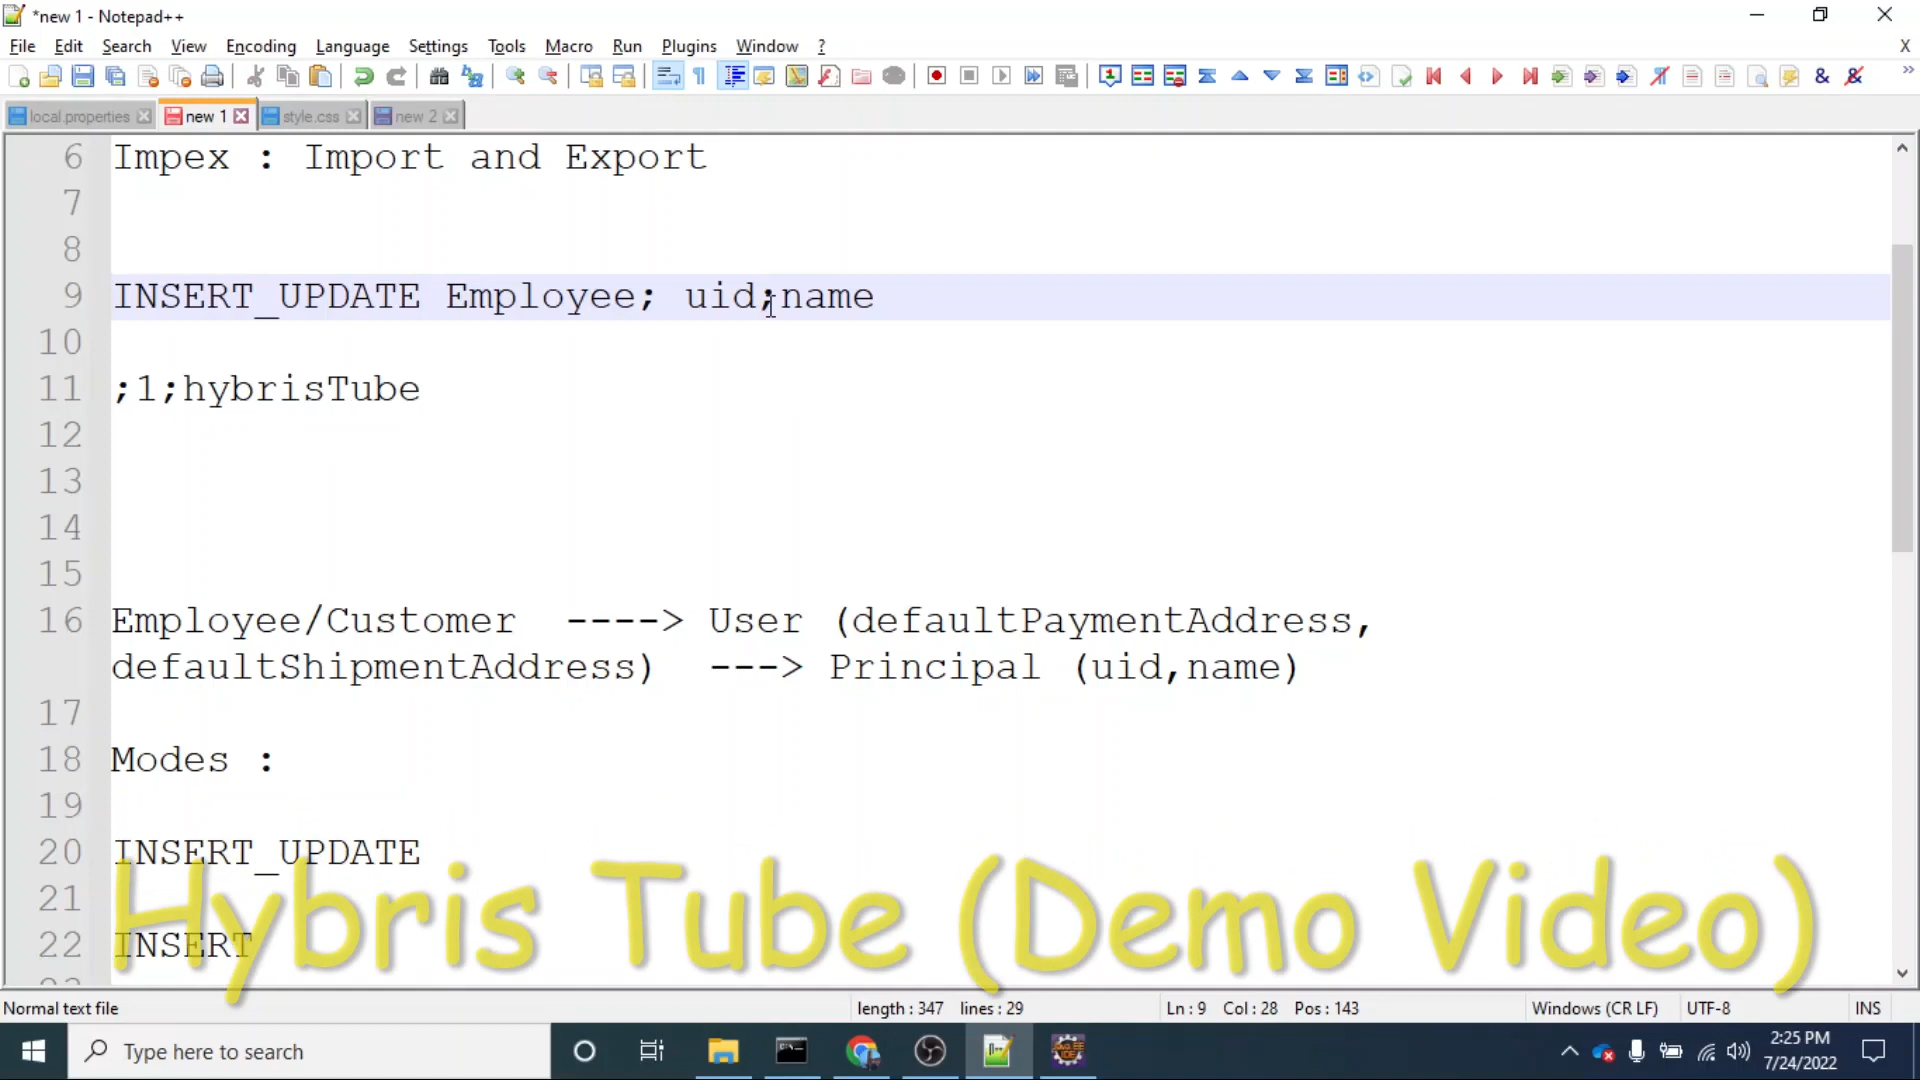 *new 1 - Notepad++
File Edit Search View Encoding Language Settings Tools Macro Run Plugins Window ?
X
local.properties new 1 style.css new 2
6 Impex : Import and Export
7
8
9 INSERT_UPDATE Employee; uid;name
10
11 ;1;hybrisTube
12
13
14
15
16 Employee/Customer ----> User (defaultPaymentAddress,
defaultShipmentAddress) ---> Principal (uid,name)
17
18 Modes :
19
20 INSERT_UPDATE
21
22 INSERT
23
Hybris Tube (Demo Video)
Normal text file length : 347 lines : 29 Ln : 9 Col : 28 Pos : 143 Windows (CR LF) UTF-8 INS
Type here to search
2:25 PM
7/24/2022